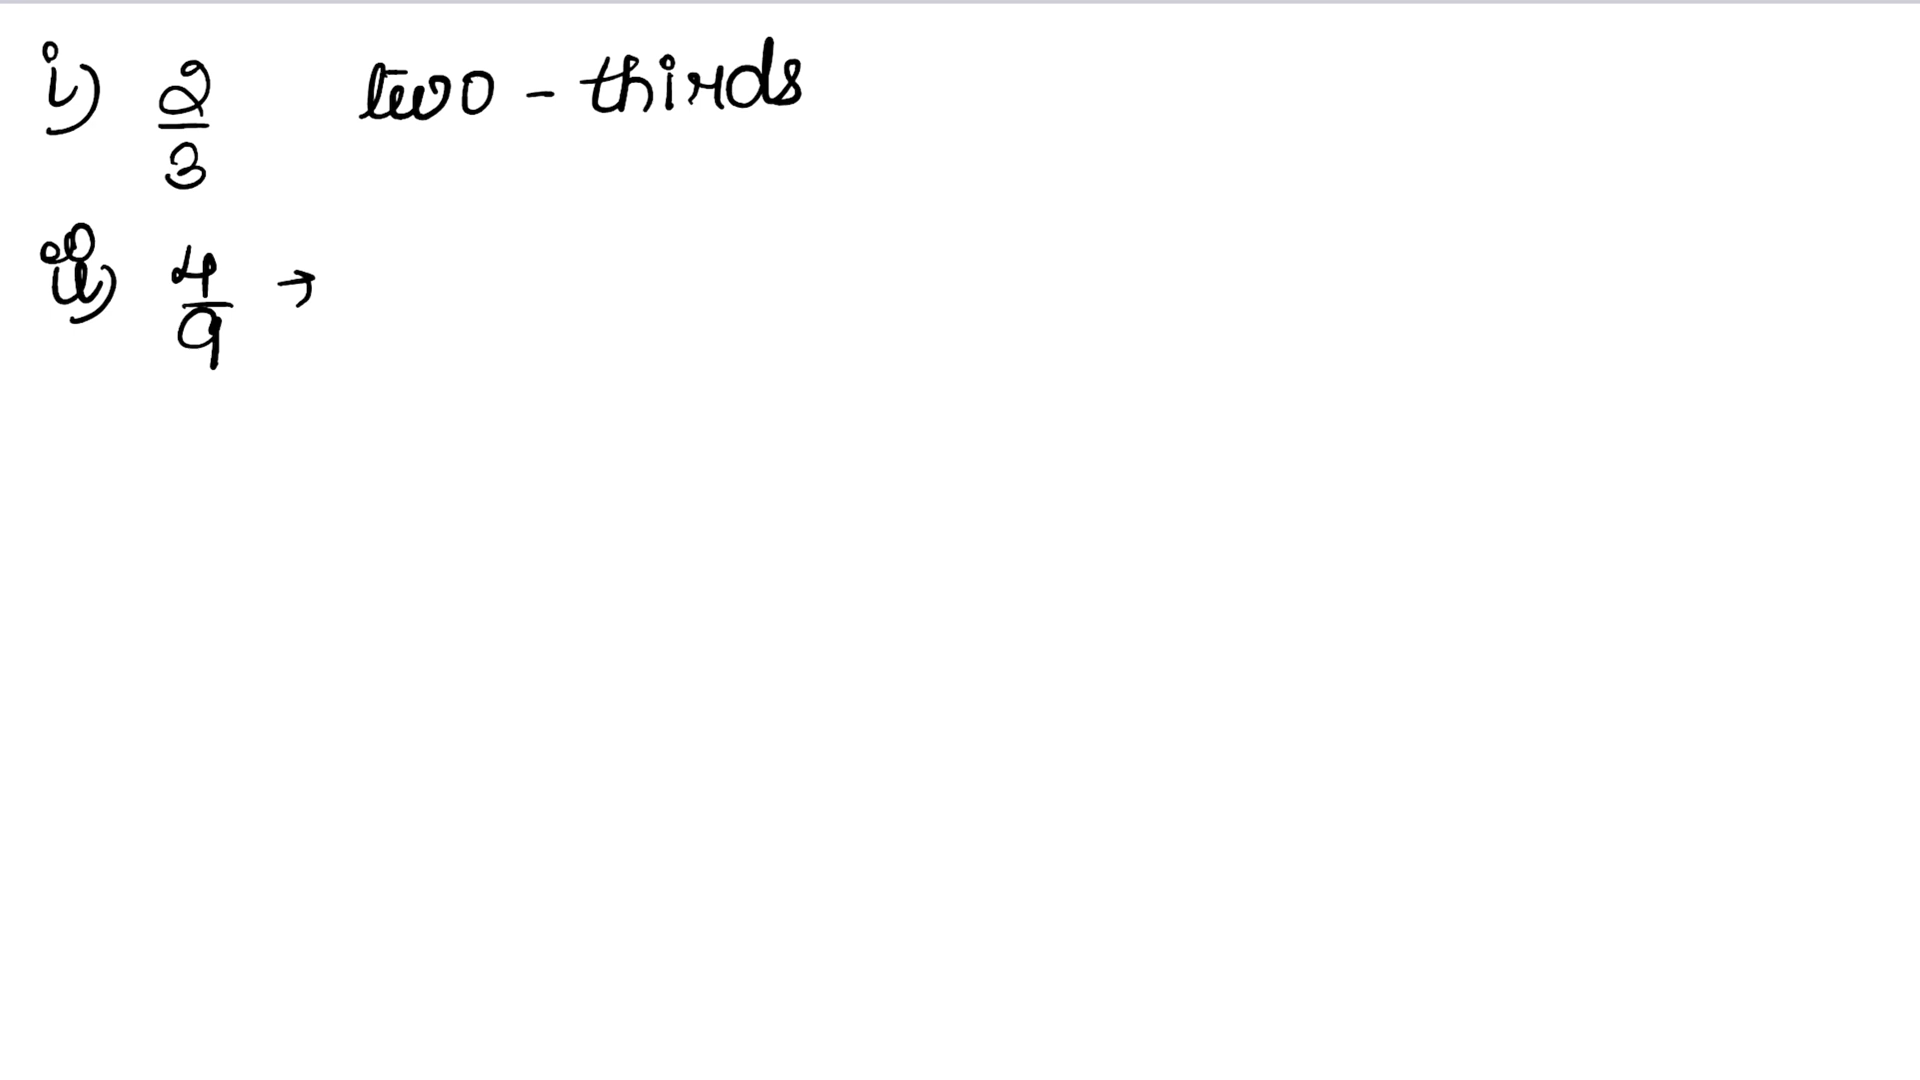 i) 2/3 two - thirds
ii) 4/9 →